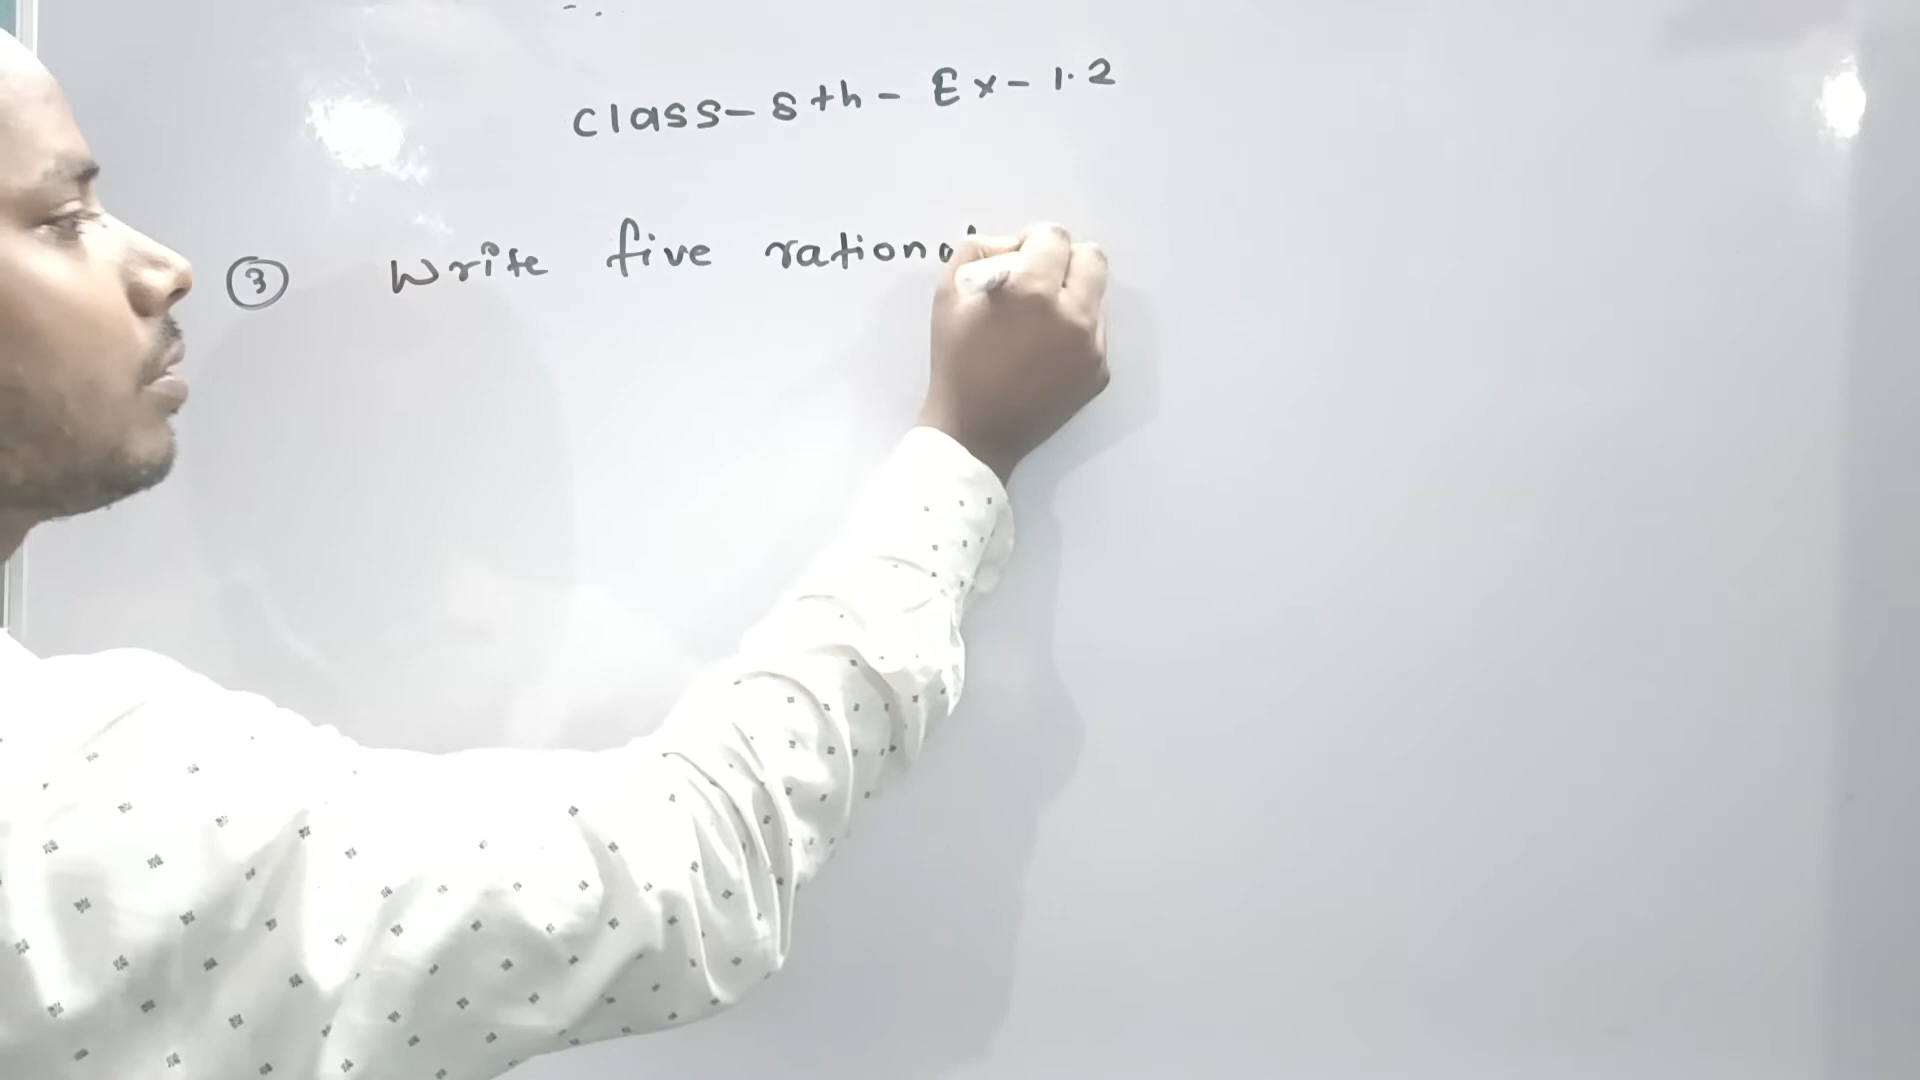 Class-8th- Ex-1.2
③ Write five rational